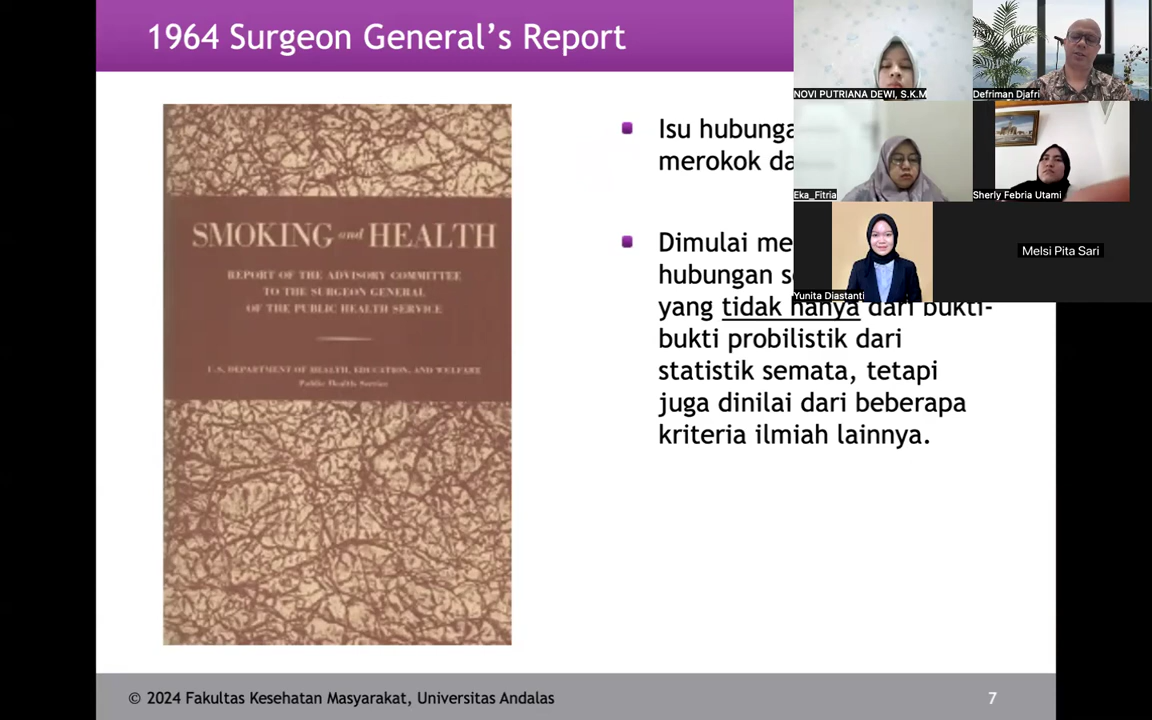 1964 Surgeon General’s Report
SMOKING and HEALTH
REPORT OF THE ADVISORY COMMITTEE
TO THE SURGEON GENERAL
OF THE PUBLIC HEALTH SERVICE
U.S. DEPARTMENT OF HEALTH, EDUCATION, AND WELFARE
Public Health Service
Isu hubunga
merokok da
Dimulai me
hubungan s
yang tidak hanya dari bukti-
bukti probilistik dari
statistik semata, tetapi
juga dinilai dari beberapa
kriteria ilmiah lainnya.
NOVI PUTRIANA DEWI, S.K.M
Defriman Djafri
Eka_Fitria
Sherly Febria Utami
Yunita Diastanti
Melsi Pita Sari
© 2024 Fakultas Kesehatan Masyarakat, Universitas Andalas
7